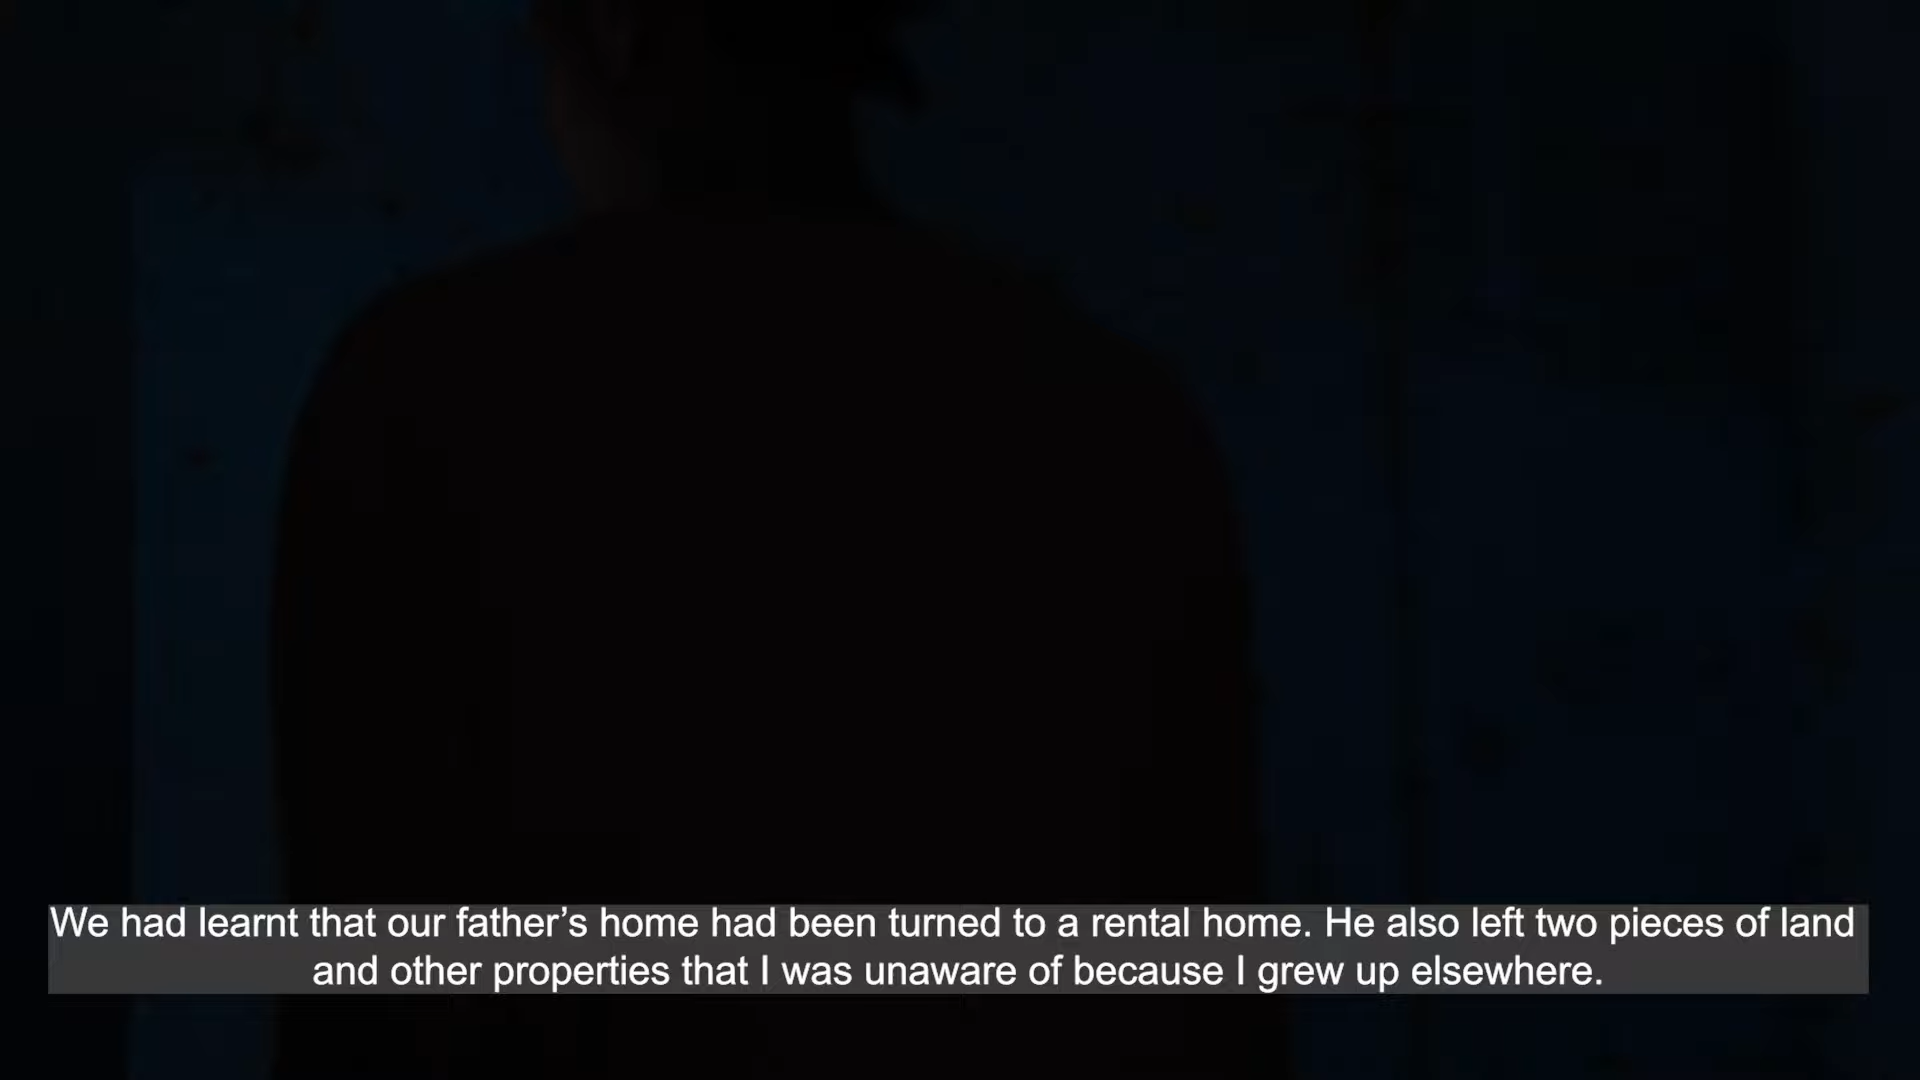 We had learnt that our father’s home had been turned to a rental home. He also left two pieces of land
and other properties that I was unaware of because I grew up elsewhere.